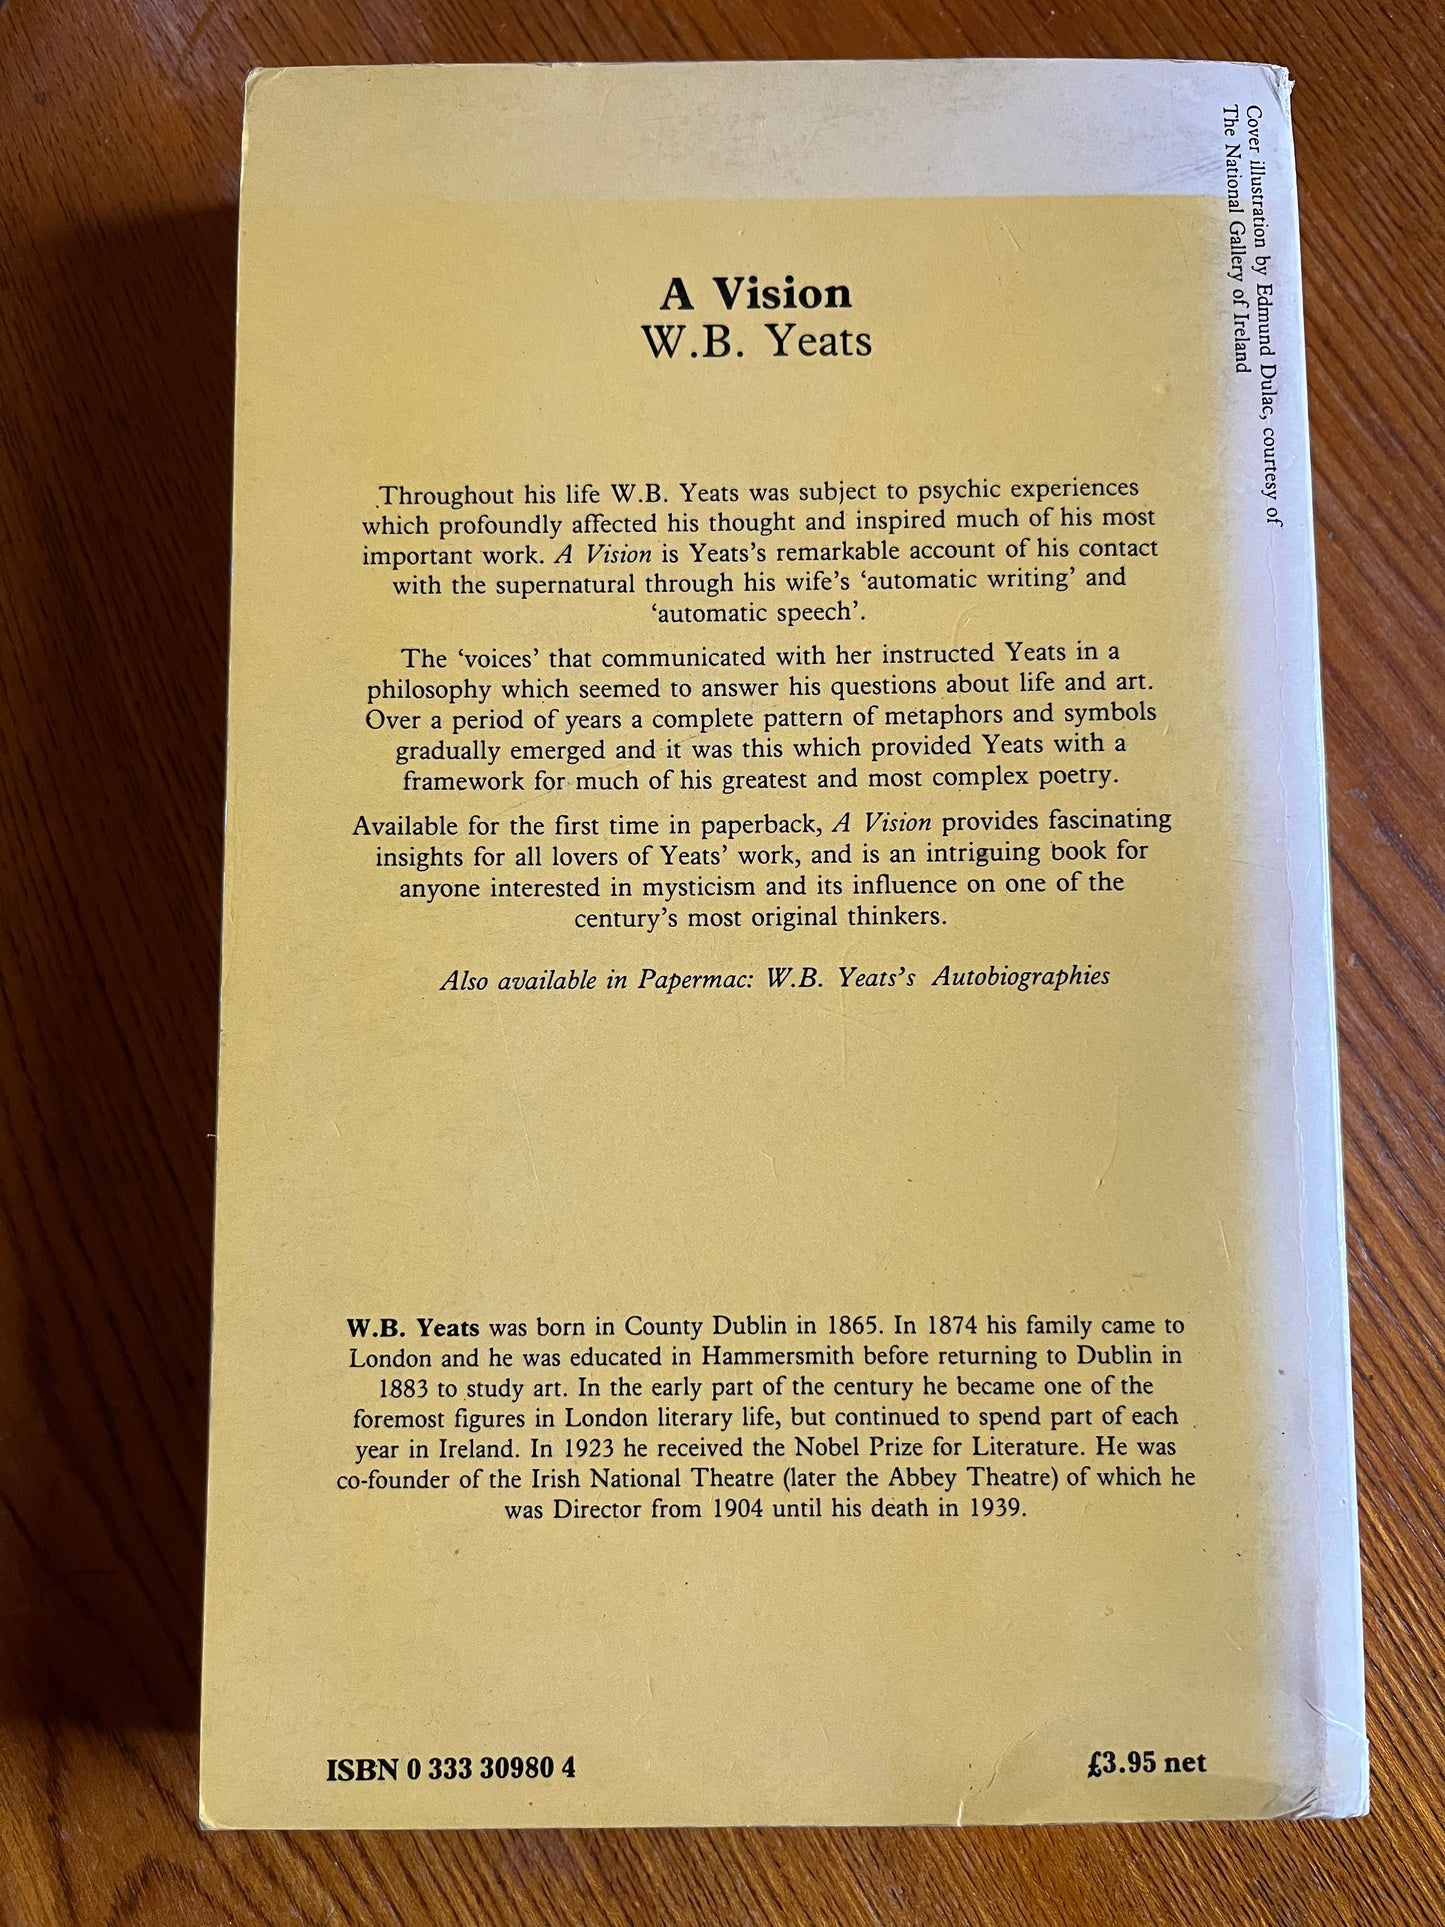 Cover illustration by Edmund Dulac, courtesy of
The National Gallery of Ireland
A Vision
W.B. Yeats
Throughout his life W.B. Yeats was subject to psychic experiences
which profoundly affected his thought and inspired much of his most
important work. A Vision is Yeats's remarkable account of his contact
with the supernatural through his wife's ‘automatic writing’ and
‘automatic speech’.
The ‘voices’ that communicated with her instructed Yeats in a
philosophy which seemed to answer his questions about life and art.
Over a period of years a complete pattern of metaphors and symbols
gradually emerged and it was this which provided Yeats with a
framework for much of his greatest and most complex poetry.
Available for the first time in paperback, A Vision provides fascinating
insights for all lovers of Yeats’ work, and is an intriguing book for
anyone interested in mysticism and its influence on one of the
century’s most original thinkers.
Also available in Papermac: W.B. Yeats’s Autobiographies
W.B. Yeats was born in County Dublin in 1865. In 1874 his family came to
London and he was educated in Hammersmith before returning to Dublin in
1883 to study art. In the early part of the century he became one of the
foremost figures in London literary life, but continued to spend part of each
year in Ireland. In 1923 he received the Nobel Prize for Literature. He was
co-founder of the Irish National Theatre (later the Abbey Theatre) of which he
was Director from 1904 until his death in 1939.
ISBN 0 333 30980 4
£3.95 net